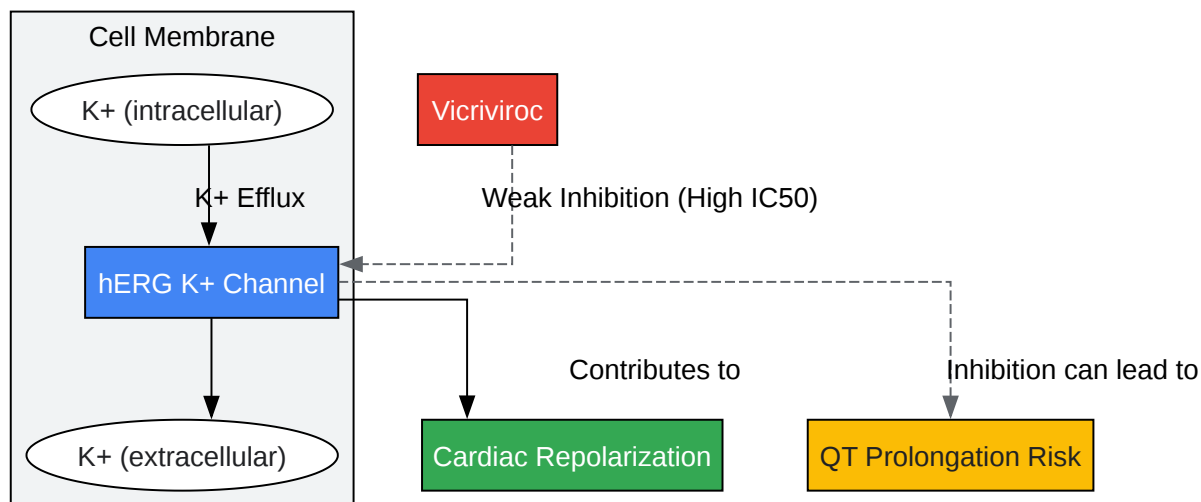 Cell Membrane
K+ (intracellular)
Vicriviroc
K+ Efflux
Weak Inhibition (High IC50)
hERG K+ Channel
Contributes to
Inhibition can lead to
K+ (extracellular)
Cardiac Repolarization
QT Prolongation Risk